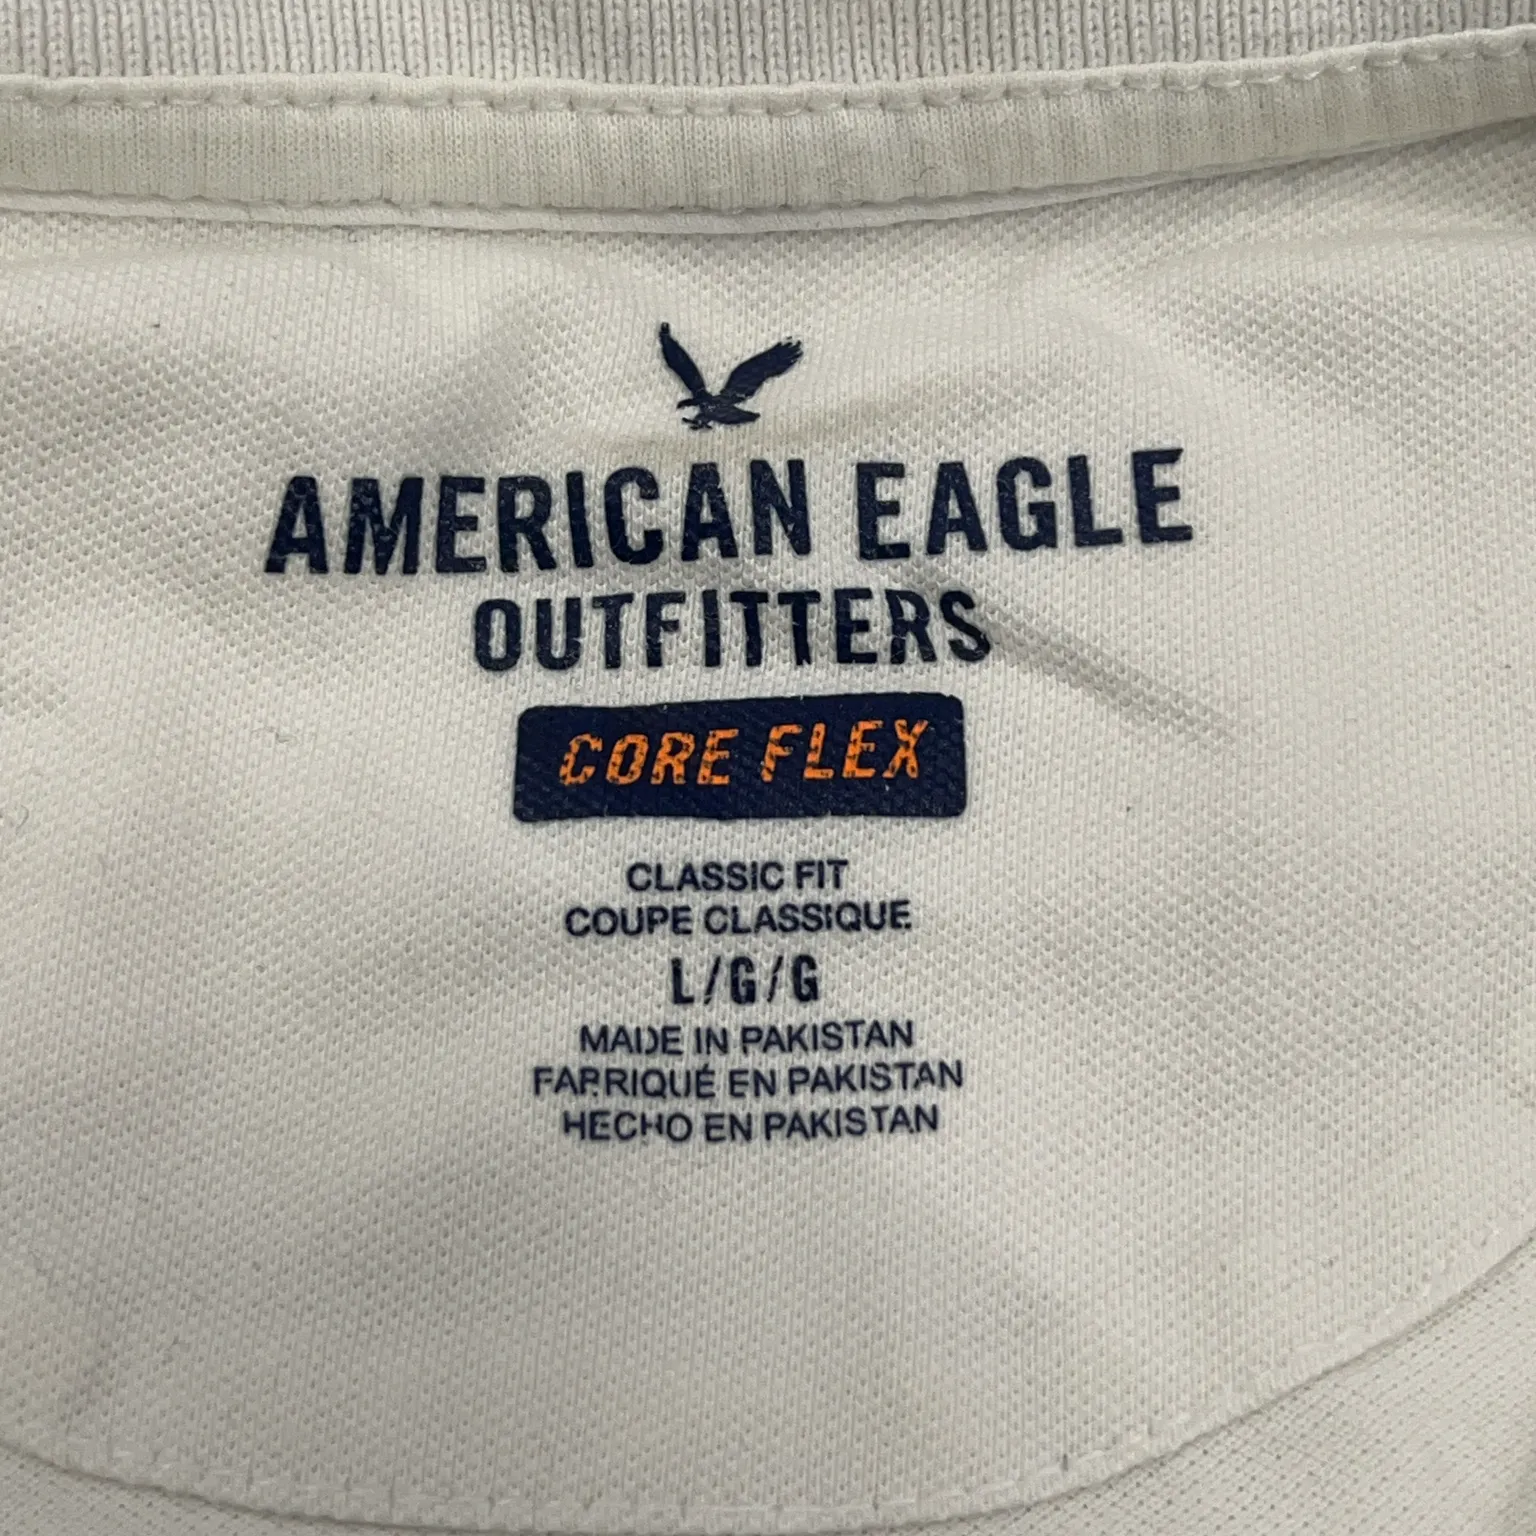 AMERICAN EAGLE
OUTFITTERS
CORE FLEX
CLASSIC FIT
COUPE CLASSIQUE
L/G/G
MADE IN PAKISTAN
FABRIQUÉ EN PAKISTAN
HECHO EN PAKISTAN